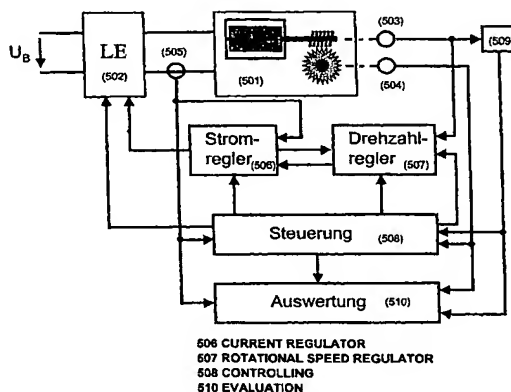 U_B
LE
(502)
(505)
(501)
(503)
(504)
(509)
Strom-
regler
(506)
Drehzahl-
regler
(507)
Steuerung (508)
Auswertung (510)
506 CURRENT REGULATOR
507 ROTATIONAL SPEED REGULATOR
508 CONTROLLING
510 EVALUATION